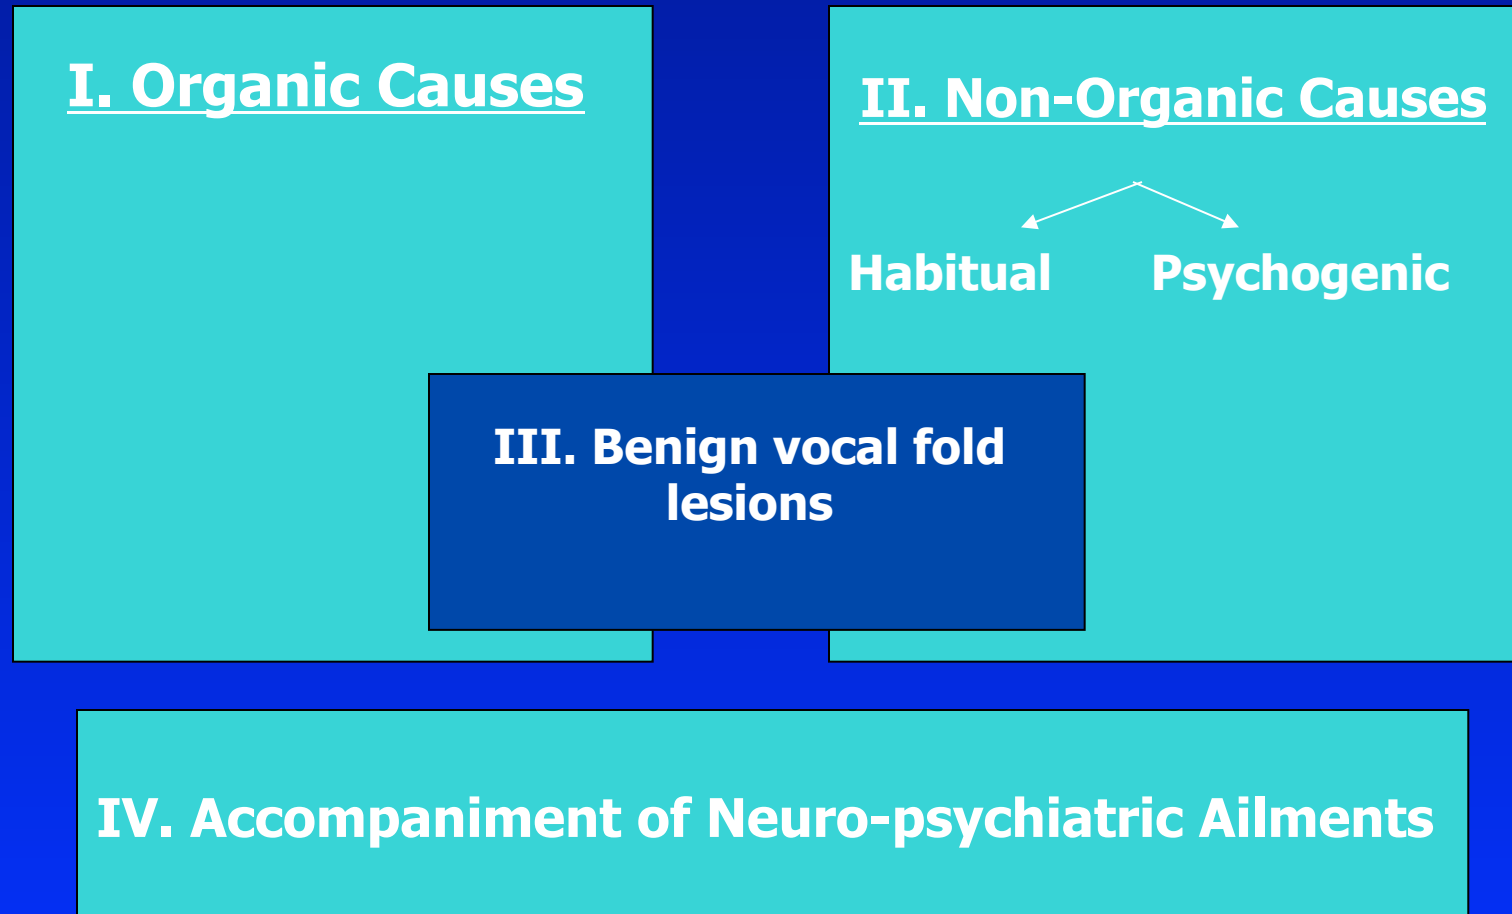 I. Organic Causes
II. Non-Organic Causes
Habitual Psychogenic
III. Benign vocal fold
lesions
IV. Accompaniment of Neuro-psychiatric Ailments